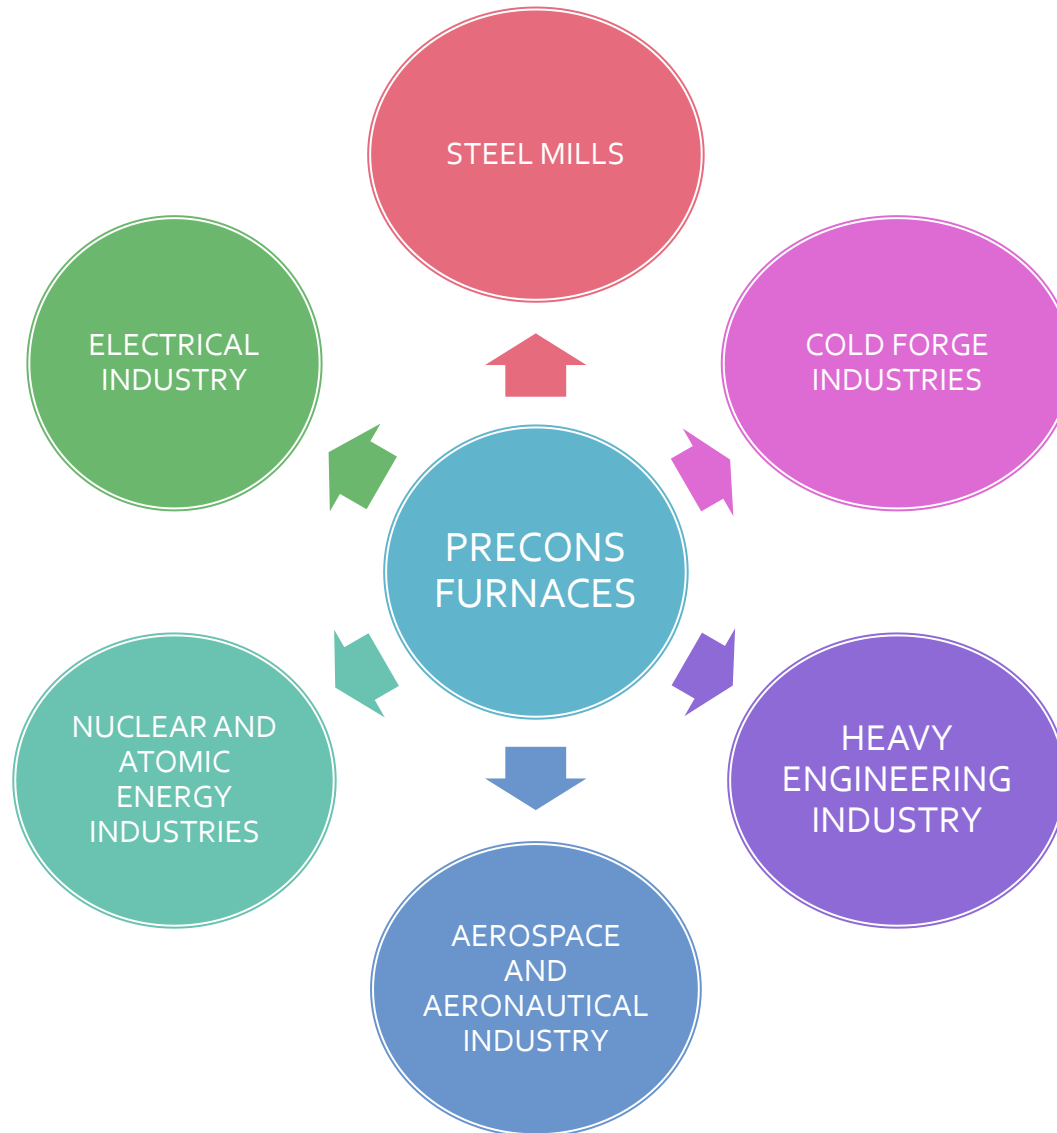 STEEL MILLS
ELECTRICAL
INDUSTRY
COLD FORGE
INDUSTRIES
PRECONS
FURNACES
NUCLEAR AND
ATOMIC
ENERGY
INDUSTRIES
HEAVY
ENGINEERING
INDUSTRY
AEROSPACE
AND
AERONAUTICAL
INDUSTRY